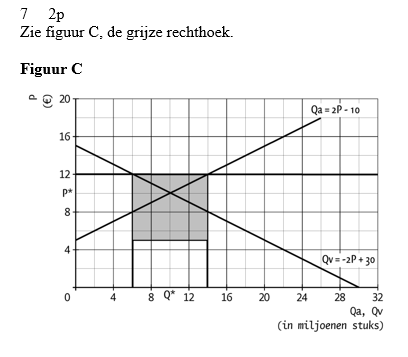 7 2p
Zie figuur C, de grijze rechthoek.
Figuur C
P
(€)
20
Qa = 2P - 10
16
12
P*
8
Qv = -2P + 30
4
0 4 8 Q* 12 16 20 24 28 32
Qa, Qv
(in miljoenen stuks)